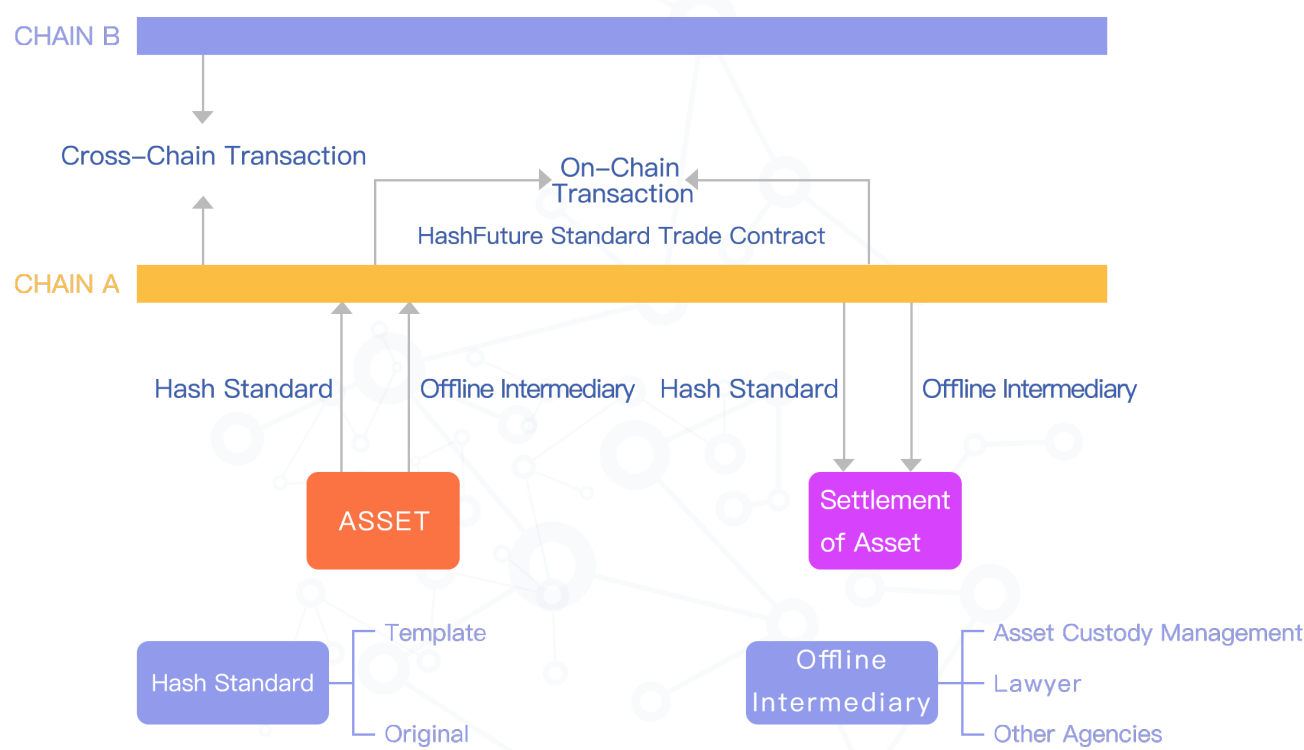 CHAIN B
Cross-Chain Transaction
On-Chain
Transaction
HashFuture Standard Trade Contract
CHAIN A
Hash Standard
Offline Intermediary
Hash Standard
Offline Intermediary
ASSET
Settlement
of Asset
Hash Standard
Template
Original
Offline
Intermediary
Asset Custody Management
Lawyer
Other Agencies